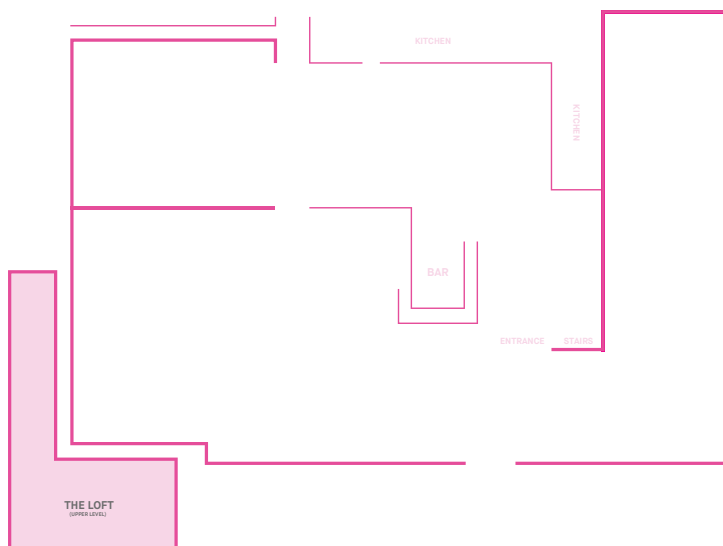 KITCHEN
KITCHEN
BAR
ENTRANCE
STAIRS
THE LOFT
(UPPER LEVEL)